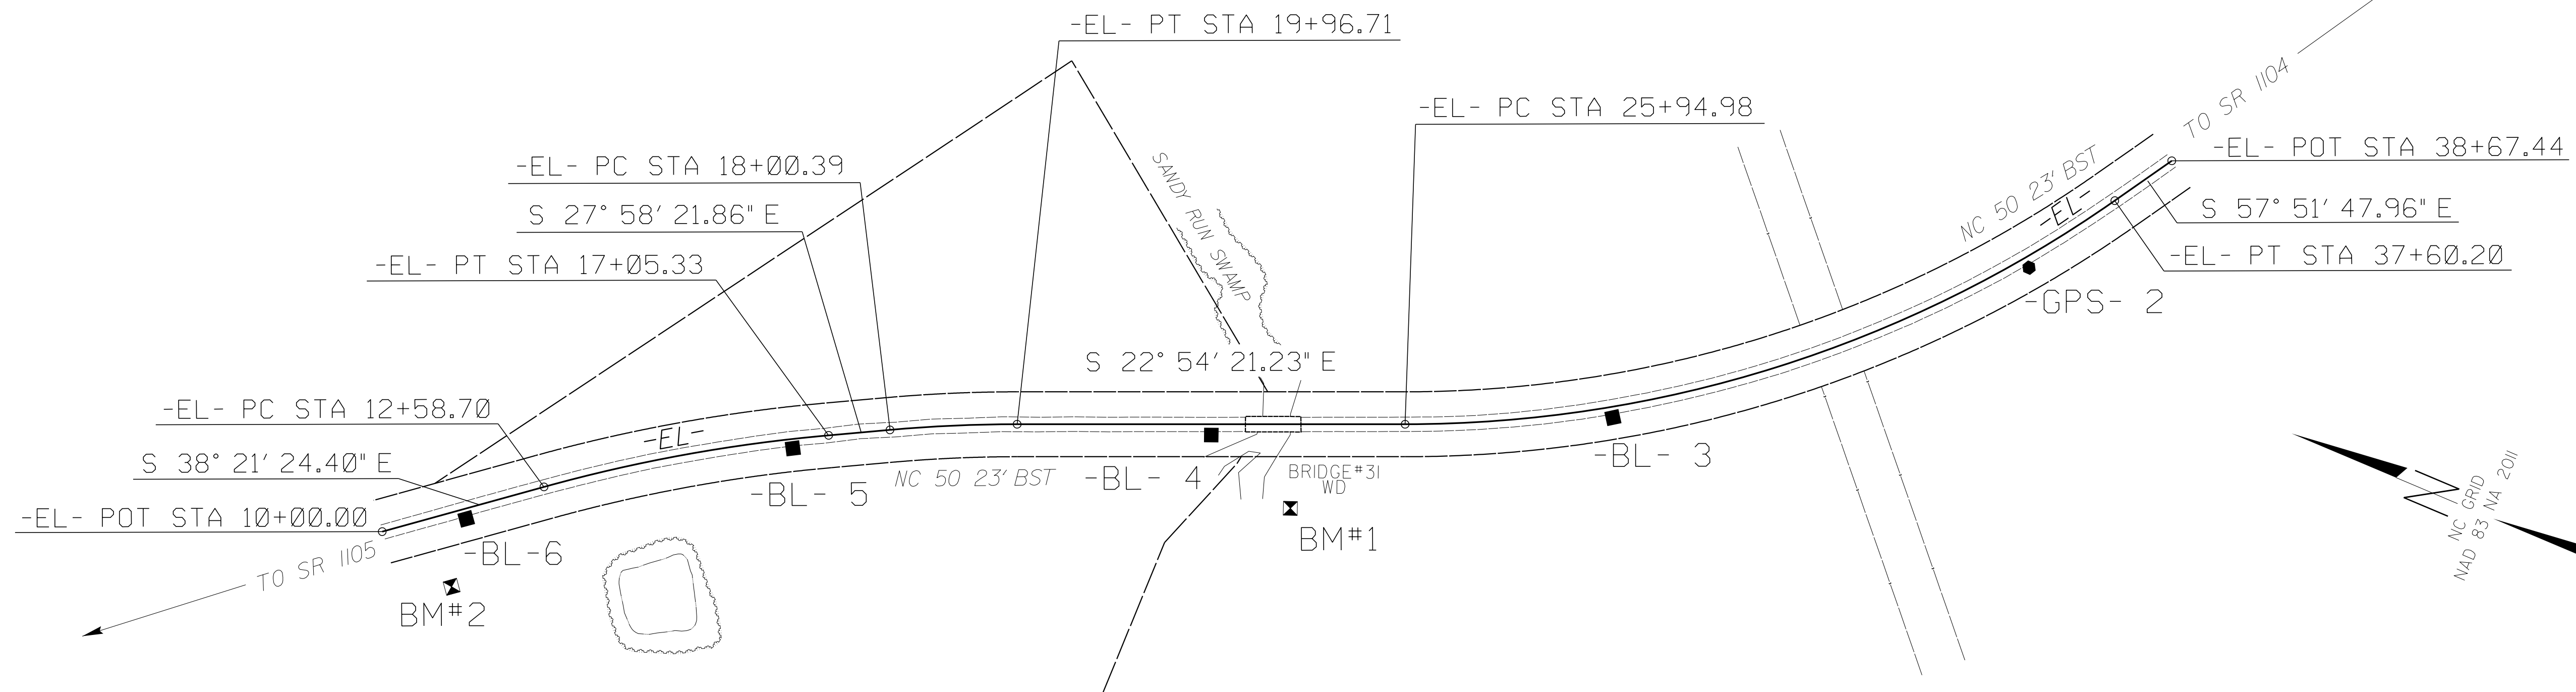 -EL- PT STA 19+96.71
-EL- PC STA 25+94.98
TO SR 1104
-EL- POT STA 38+67.44
-EL- PC STA 18+00.39
SANDY RUN SWAMP
NC 50 23' BST
-EL-
S 27° 58' 21.86" E
S 57° 51' 47.96" E
-EL- PT STA 17+05.33
-EL- PT STA 37+60.20
-GPS- 2
S 22° 54' 21.23" E
-EL- PC STA 12+58.70
-EL-
S 38° 21' 24.40" E
-BL- 3
NC 50 23' BST
-BL- 4
BRIDGE#31
WD
-BL- 5
-EL- POT STA 10+00.00
BM#1
-BL-6
TO SR 1105
BM#2
NC GRID
NAD 83 NA 2011